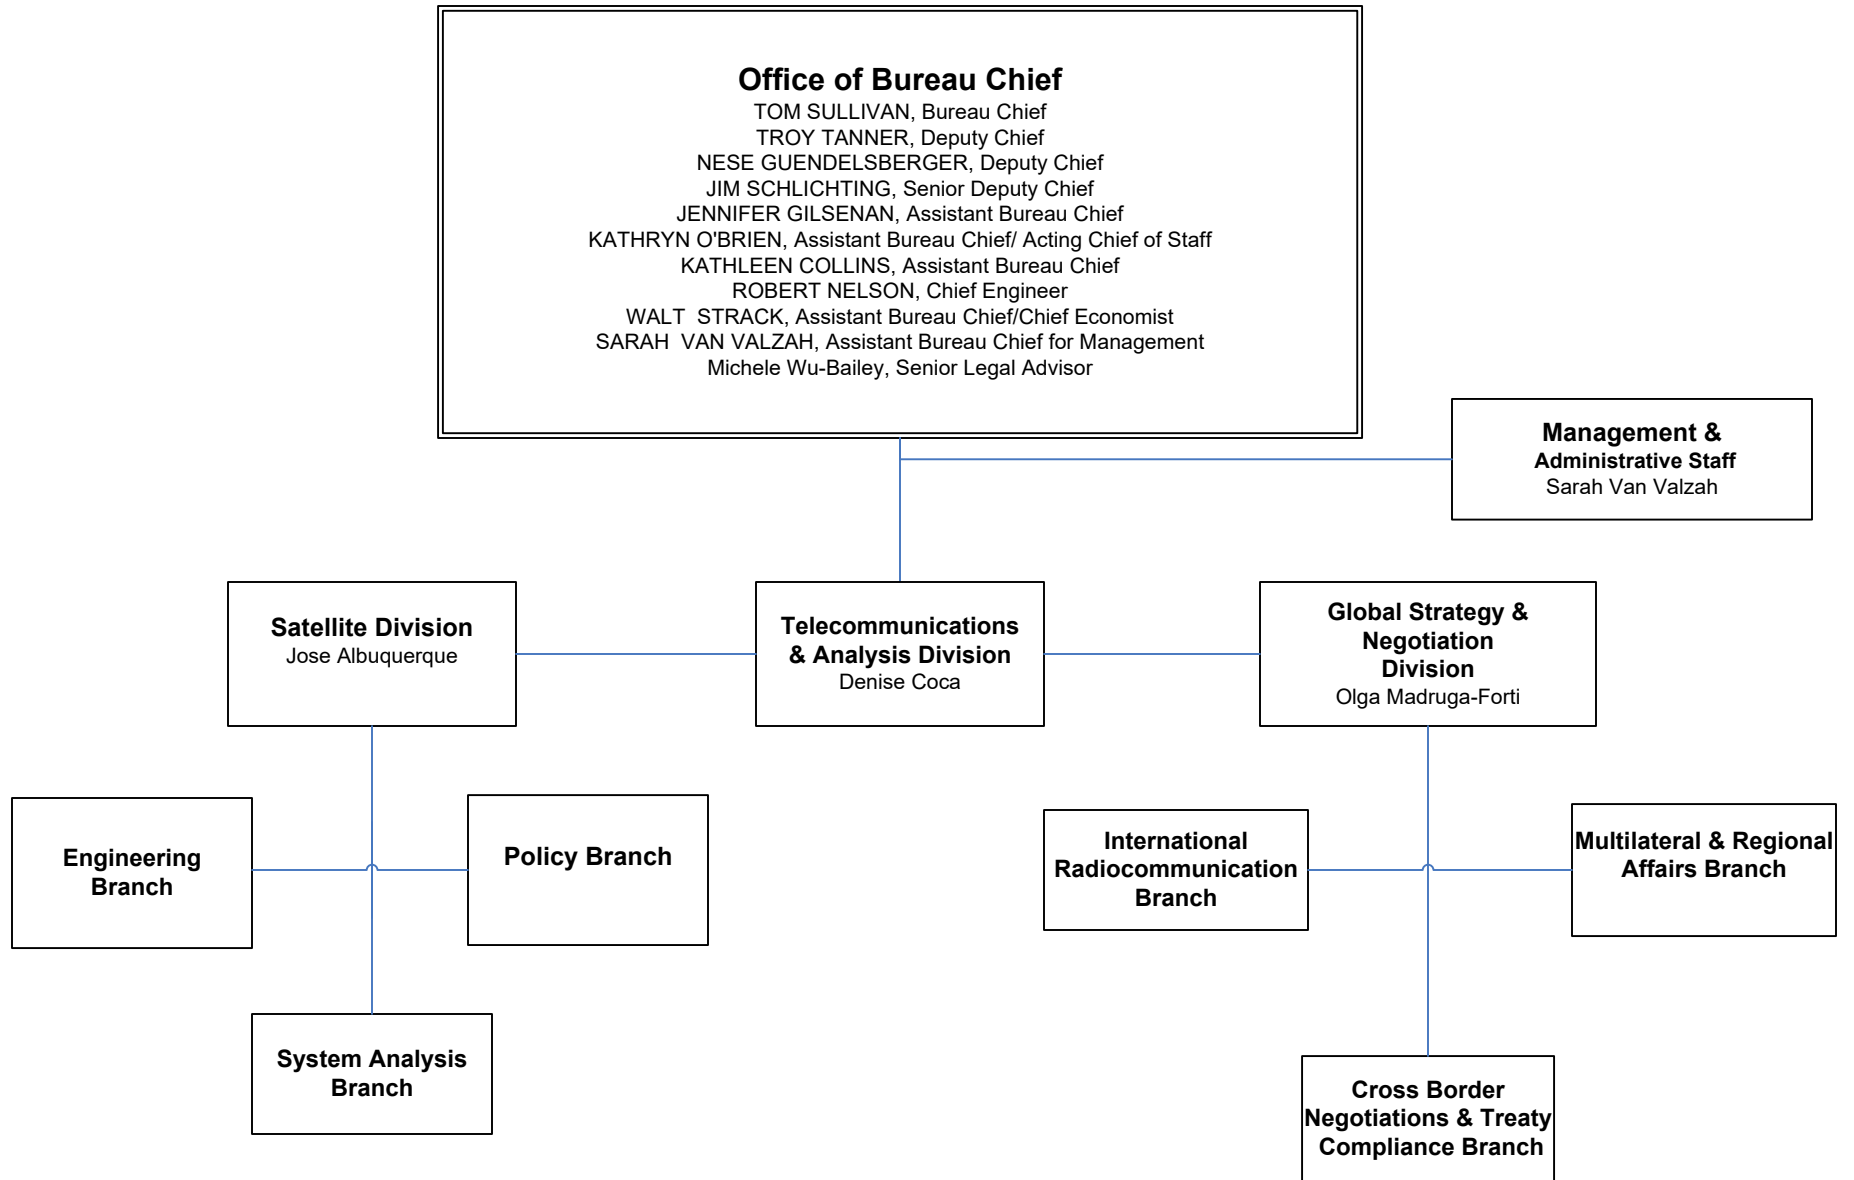 Office of Bureau Chief
TOM SULLIVAN, Bureau Chief
TROY TANNER, Deputy Chief
NESE GUENDELSBERGER, Deputy Chief
JIM SCHLICHTING, Senior Deputy Chief
JENNIFER GILSENAN, Assistant Bureau Chief
KATHRYN O'BRIEN, Assistant Bureau Chief/ Acting Chief of Staff
KATHLEEN COLLINS, Assistant Bureau Chief
ROBERT NELSON, Chief Engineer
WALT  STRACK, Assistant Bureau Chief/Chief Economist
SARAH  VAN VALZAH, Assistant Bureau Chief for Management
Michele Wu-Bailey, Senior Legal Advisor
Management &
Administrative Staff
Sarah Van Valzah
Satellite Division
Jose Albuquerque
Telecommunications
& Analysis Division
Denise Coca
Global Strategy &
Negotiation
Division
Olga Madruga-Forti
Engineering
Branch
Policy Branch
International
Radiocommunication
Branch
Multilateral & Regional
Affairs Branch
System Analysis
Branch
Cross Border
Negotiations & Treaty
Compliance Branch